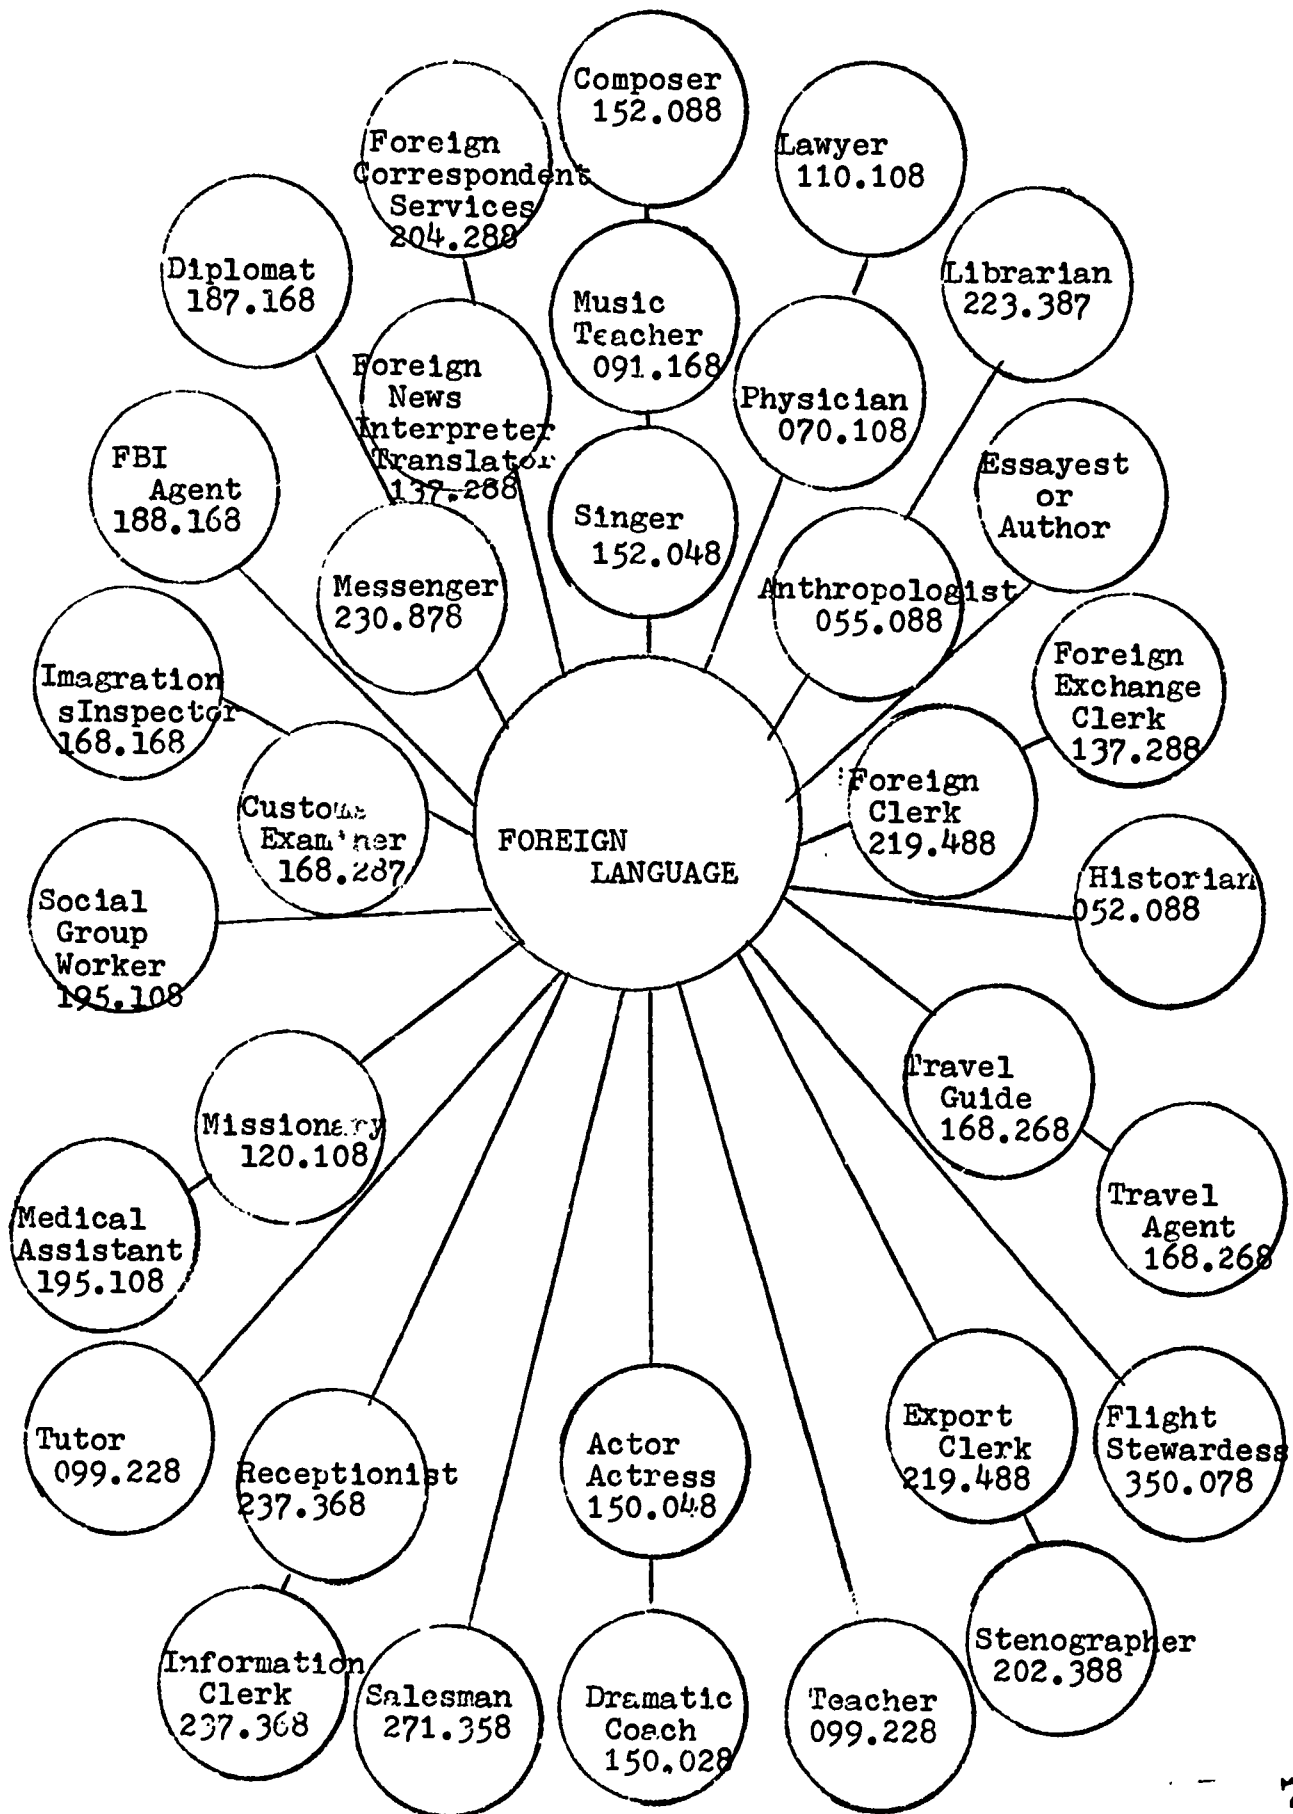 Composer
152.088
Foreign
Correspondent
Services
204.288
Lawyer
110.108
Diplomat
187.168
Librarian
223.387
Music
Teacher
091.168
Foreign
News
Interpreter
Translator
137.288
Physician
070.108
FBI
Agent
188.168
Essayest
or
Author
Singer
152.048
Messenger
230.878
Anthropologist
055.088
Imagration
sInspector
168.168
Foreign
Exchange
Clerk
137.288
Customs
Examiner
168.287
Foreign
Clerk
219.488
FOREIGN
LANGUAGE
Social
Group
Worker
195.108
Historian
052.088
Travel
Guide
168.268
Missionary
120.108
Medical
Assistant
195.108
Travel
Agent
168.268
Tutor
099.228
Receptionist
237.368
Actor
Actress
150.048
Export
Clerk
219.488
Flight
Stewardess
350.078
Information
Clerk
237.368
Salesman
271.358
Dramatic
Coach
150.028
Teacher
099.228
Stenographer
202.388